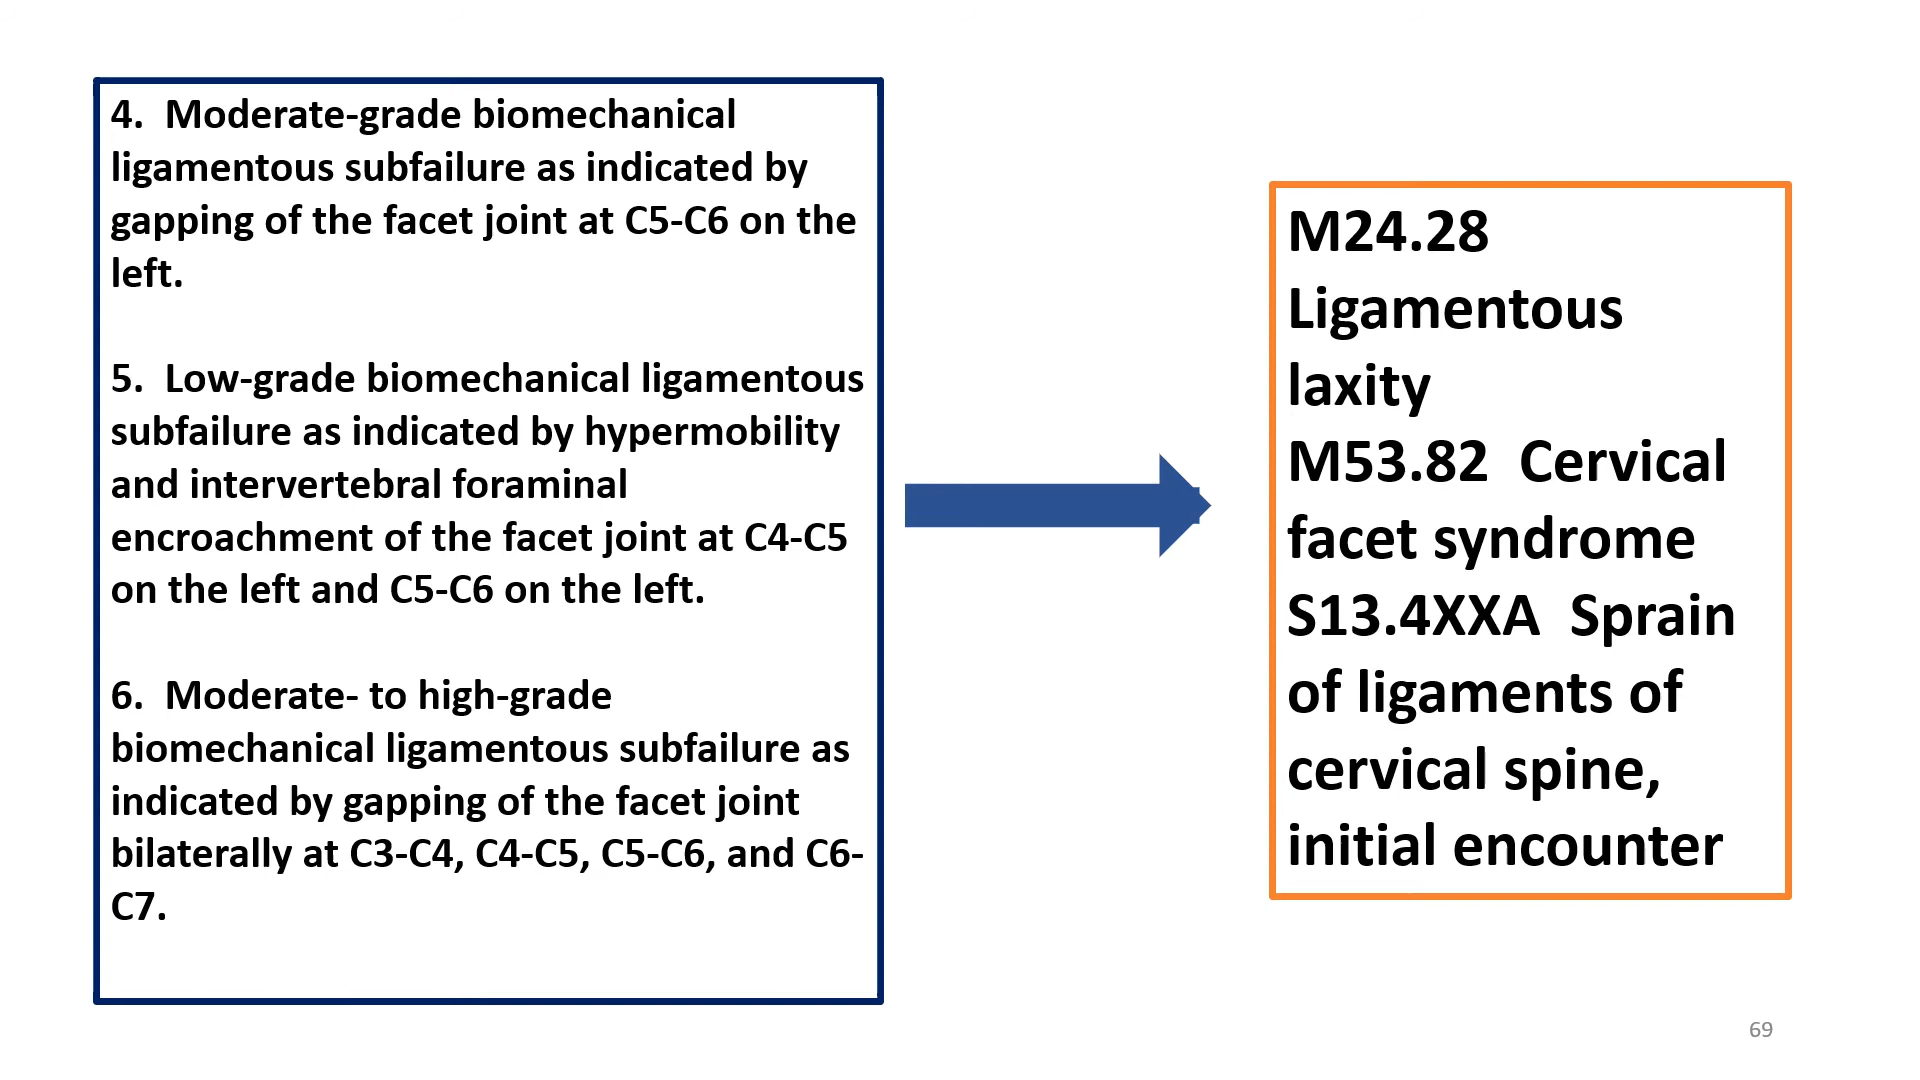 4.  Moderate-grade biomechanical
ligamentous subfailure as indicated by
gapping of the facet joint at C5-C6 on the
left.
5.  Low-grade biomechanical ligamentous
subfailure as indicated by hypermobility
and intervertebral foraminal
encroachment of the facet joint at C4-C5
on the left and C5-C6 on the left.
6.  Moderate- to high-grade
biomechanical ligamentous subfailure as
indicated by gapping of the facet joint
bilaterally at C3-C4, C4-C5, C5-C6, and C6-
C7.
M24.28
Ligamentous
laxity
M53.82  Cervical
facet syndrome
S13.4XXA  Sprain
of ligaments of
cervical spine,
initial encounter
69